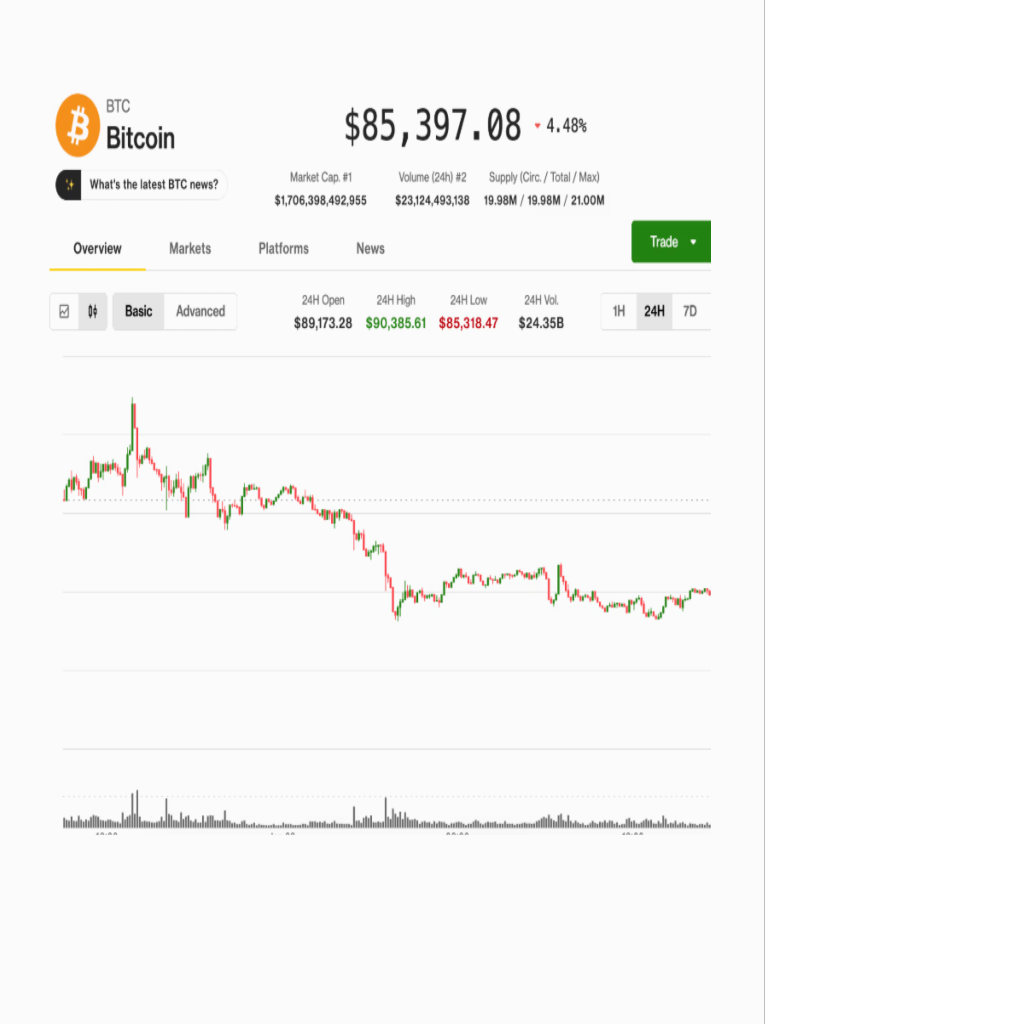 BTC
Bitcoin
$85,397.08 4.48%
What's the latest BTC news?
Market Cap. #1 Volume (24h) #2 Supply (Circ. / Total / Max)
$1,706,398,492,955 $23,124,493,138 19.98M / 19.98M / 21.00M
Overview Markets Platforms News Trade
24H Open 24H High 24H Low 24H Vol.
Basic Advanced $89,173.28 $90,385.61 $85,318.47 $24.35B 1H 24H 7D